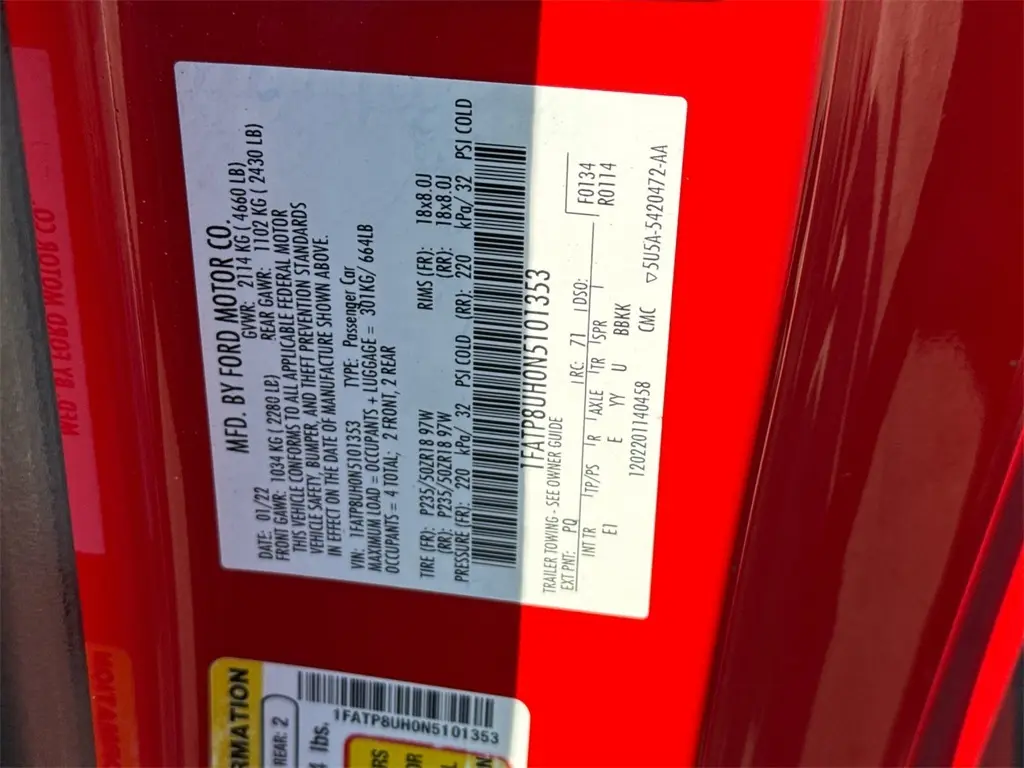 MFD. BY FORD MOTOR CO.
DATE: 01/22 GVWR: 2114 KG ( 4660 LB)
FRONT GAWR: 1034 KG ( 2280 LB) REAR GAWR: 1102 KG ( 2430 LB)
THIS VEHICLE CONFORMS TO ALL APPLICABLE FEDERAL MOTOR
VEHICLE SAFETY, BUMPER, AND THEFT PREVENTION STANDARDS
IN EFFECT ON THE DATE OF MANUFACTURE SHOWN ABOVE.
VIN: 1FATP8UH0N5101353 TYPE: Passenger Car
MAXIMUM LOAD = OCCUPANTS + LUGGAGE = 301KG/ 664LB
OCCUPANTS = 4 TOTAL; 2 FRONT, 2 REAR
TIRE (FR): P235/50ZR18 97W RIMS (FR): 18x8.0J
(RR): P235/50ZR18 97W (RR): 18x8.0J
PRESSURE (FR): 220 kPa/ 32 PSI COLD (RR): 220 kPa/ 32 PSI COLD
1FATP8UH0N5101353
TRAILER TOWING - SEE OWNER GUIDE
EXT PNT: PQ RC: 71 DSO: F0134
R0114
INT TR TP/PS R AXLE TR SPR
E1 E YY U BBKK
1202201140458 CMC ▽5U5A-5420472-AA
RMATION
REAR: 2
lbs.
1FATP8UH0N5101353